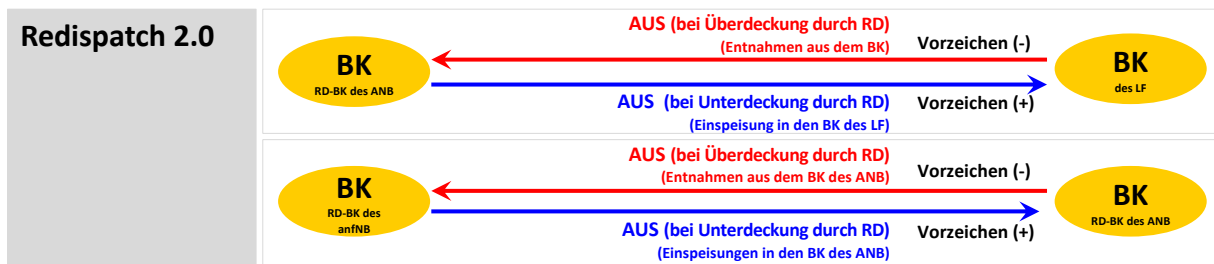 Redispatch 2.0
AUS (bei Überdeckung durch RD)
(Entnahmen aus dem BK)
Vorzeichen (-)
BK
RD-BK des ANB
BK
des LF
AUS (bei Unterdeckung durch RD)
Vorzeichen (+)
(Einspeisung in den BK des LF)
AUS (bei Überdeckung durch RD)
(Entnahmen aus dem BK des ANB)
Vorzeichen (-)
BK
RD-BK des
anfNB
BK
RD-BK des ANB
AUS (bei Unterdeckung durch RD)
Vorzeichen (+)
(Einspeisungen in den BK des ANB)